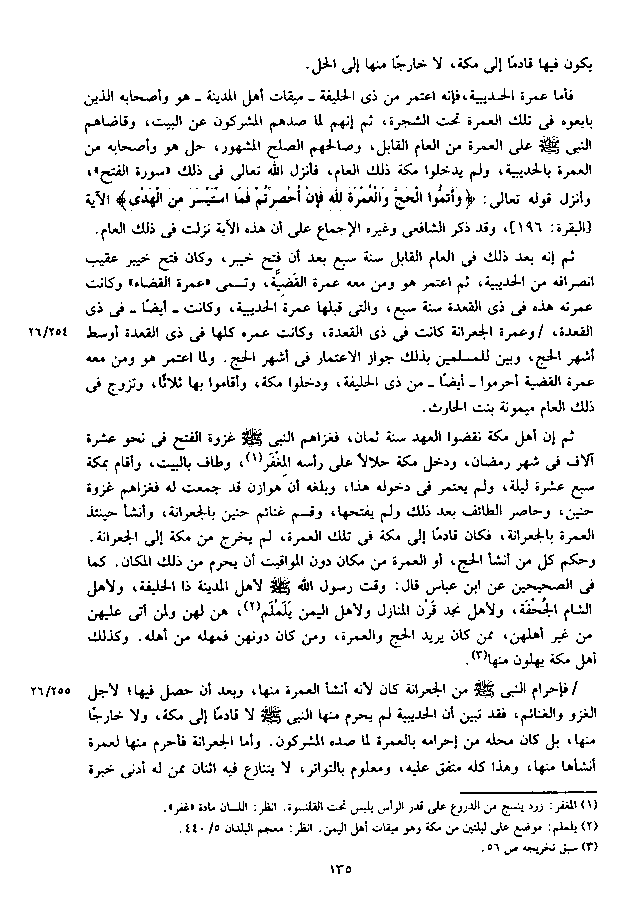 يكون فيها قادمًا إلى مكة، لا خارجًا منها إلى الحل.
فأما عمرة الحديبية، فإنه اعتمر من ذى الحليفة ـ ميقات أهل المدينة ـ هو وأصحابه الذين
بايعوه فى تلك العمرة تحت الشجرة، ثم إنهم لما صدهم المشركون عن البيت، وقاضاهم
النبى ﷺ على العمرة من العام القابل، وصالحهم الصلح المشهور، حل هو وأصحابه من
العمرة بالحديبية، ولم يدخلوا مكة ذلك العام، فأنزل الله تعالى فى ذلك «سورة الفتح»،
وأنزل قوله تعالى: ﴿وَأَتِمُّوا الْحَجَّ وَالْعُمْرَةَ لِلَّهِ فَإِنْ أُحْصِرْتُمْ فَمَا اسْتَيْسَرَ مِنَ الْهَدْىِ﴾ الآية
[البقرة: ١٩٦]، وقد ذكر الشافعى وغيره الإجماع على أن هذه الآية نزلت فى ذلك العام.
ثم إنه بعد ذلك فى العام القابل سنة سبع بعد أن فتح خيبر، وكان فتح خيبر عقيب
انصرافه من الحديبية، ثم اعتمر هو ومن معه عمرة القَضِيَّة، وتسمى «عمرة القضاء» وكانت
عمرته هذه فى ذى القعدة سنة سبع، والتى قبلها عمرة الحديبية، وكانت ـ أيضًا ـ فى ذى
القعدة، / وعمرة الجعرانة كانت فى ذى القعدة، وكانت عمره كلها فى ذى القعدة أوسط ٢٦/٢٥٤
أشهر الحج، وبين للمسلمين بذلك جواز الاعتمار فى أشهر الحج. ولما اعتمر هو ومن معه
عمرة القضية أحرموا ـ أيضًا ـ من ذى الحليفة، ودخلوا مكة، وأقاموا بها ثلاثًا، وتزوج فى
ذلك العام ميمونة بنت الحارث.
ثم إن أهل مكة نقضوا العهد سنة ثمان، فغزاهم النبى ﷺ غزوة الفتح فى نحو عشرة
آلاف فى شهر رمضان، ودخل مكة حلالاً على رأسه المِغْفَر(١)، وطاف بالبيت، وأقام بمكة
سبع عشرة ليلة، ولم يعتمر فى دخوله هذا، وبلغه أن هوازن قد جمعت له فغزاهم غزوة
حنين، وحاصر الطائف بعد ذلك ولم يفتحها، وقسم غنائم حنين بالجعرانة، وأنشأ حينئذ
العمرة بالجعرانة، فكان قادمًا إلى مكة فى تلك العمرة، لم يخرج من مكة إلى الجعرانة.
وحكم كل من أنشأ الحج، أو العمرة من مكان دون المواقيت أن يحرم من ذلك المكان. كما
فى الصحيحين عن ابن عباس قال: وقت رسول الله ﷺ لأهل المدينة ذا الحليفة، ولأهل
الشام الجُحْفَة، ولأهل نجد قَرْن المنازل ولأهل اليمن يَلَمْلَم(٢)، هن لهن ولمن أتى عليهن
من غير أهلهن، ممن كان يريد الحج والعمرة، ومن كان دونهن فمهله من أهله. وكذلك
أهل مكة يهلون منها(٣).
/ فإحرام النبى ﷺ من الجعرانة كان لأنه أنشأ العمرة منها، وبعد أن حصل فيها؛ لأجل ٢٦/٢٥٥
الغزو والغنائم، فقد تبين أن الحديبية لم يحرم منها النبى ﷺ لا قادمًا إلى مكة، ولا خارجًا
منها، بل كان محله من إحرامه بالعمرة لما صده المشركون. وأما الجعرانة فأحرم منها لعمرة
أنشأها منها، وهذا كله متفق عليه، ومعلوم بالتواتر، لا يتنازع فيه اثنان ممن له أدنى خبرة
(١) المغفر: زرد ينسج من الدروع على قدر الرأس يلبس تحت القلنسوة. انظر: اللسان مادة «غفر».
(٢) يلملم: موضع على ليلتين من مكة وهو ميقات أهل اليمن. انظر: معجم البلدان ٥/٤٤٠.
(٣) سبق تخريجه ص ٥٦.
١٣٥